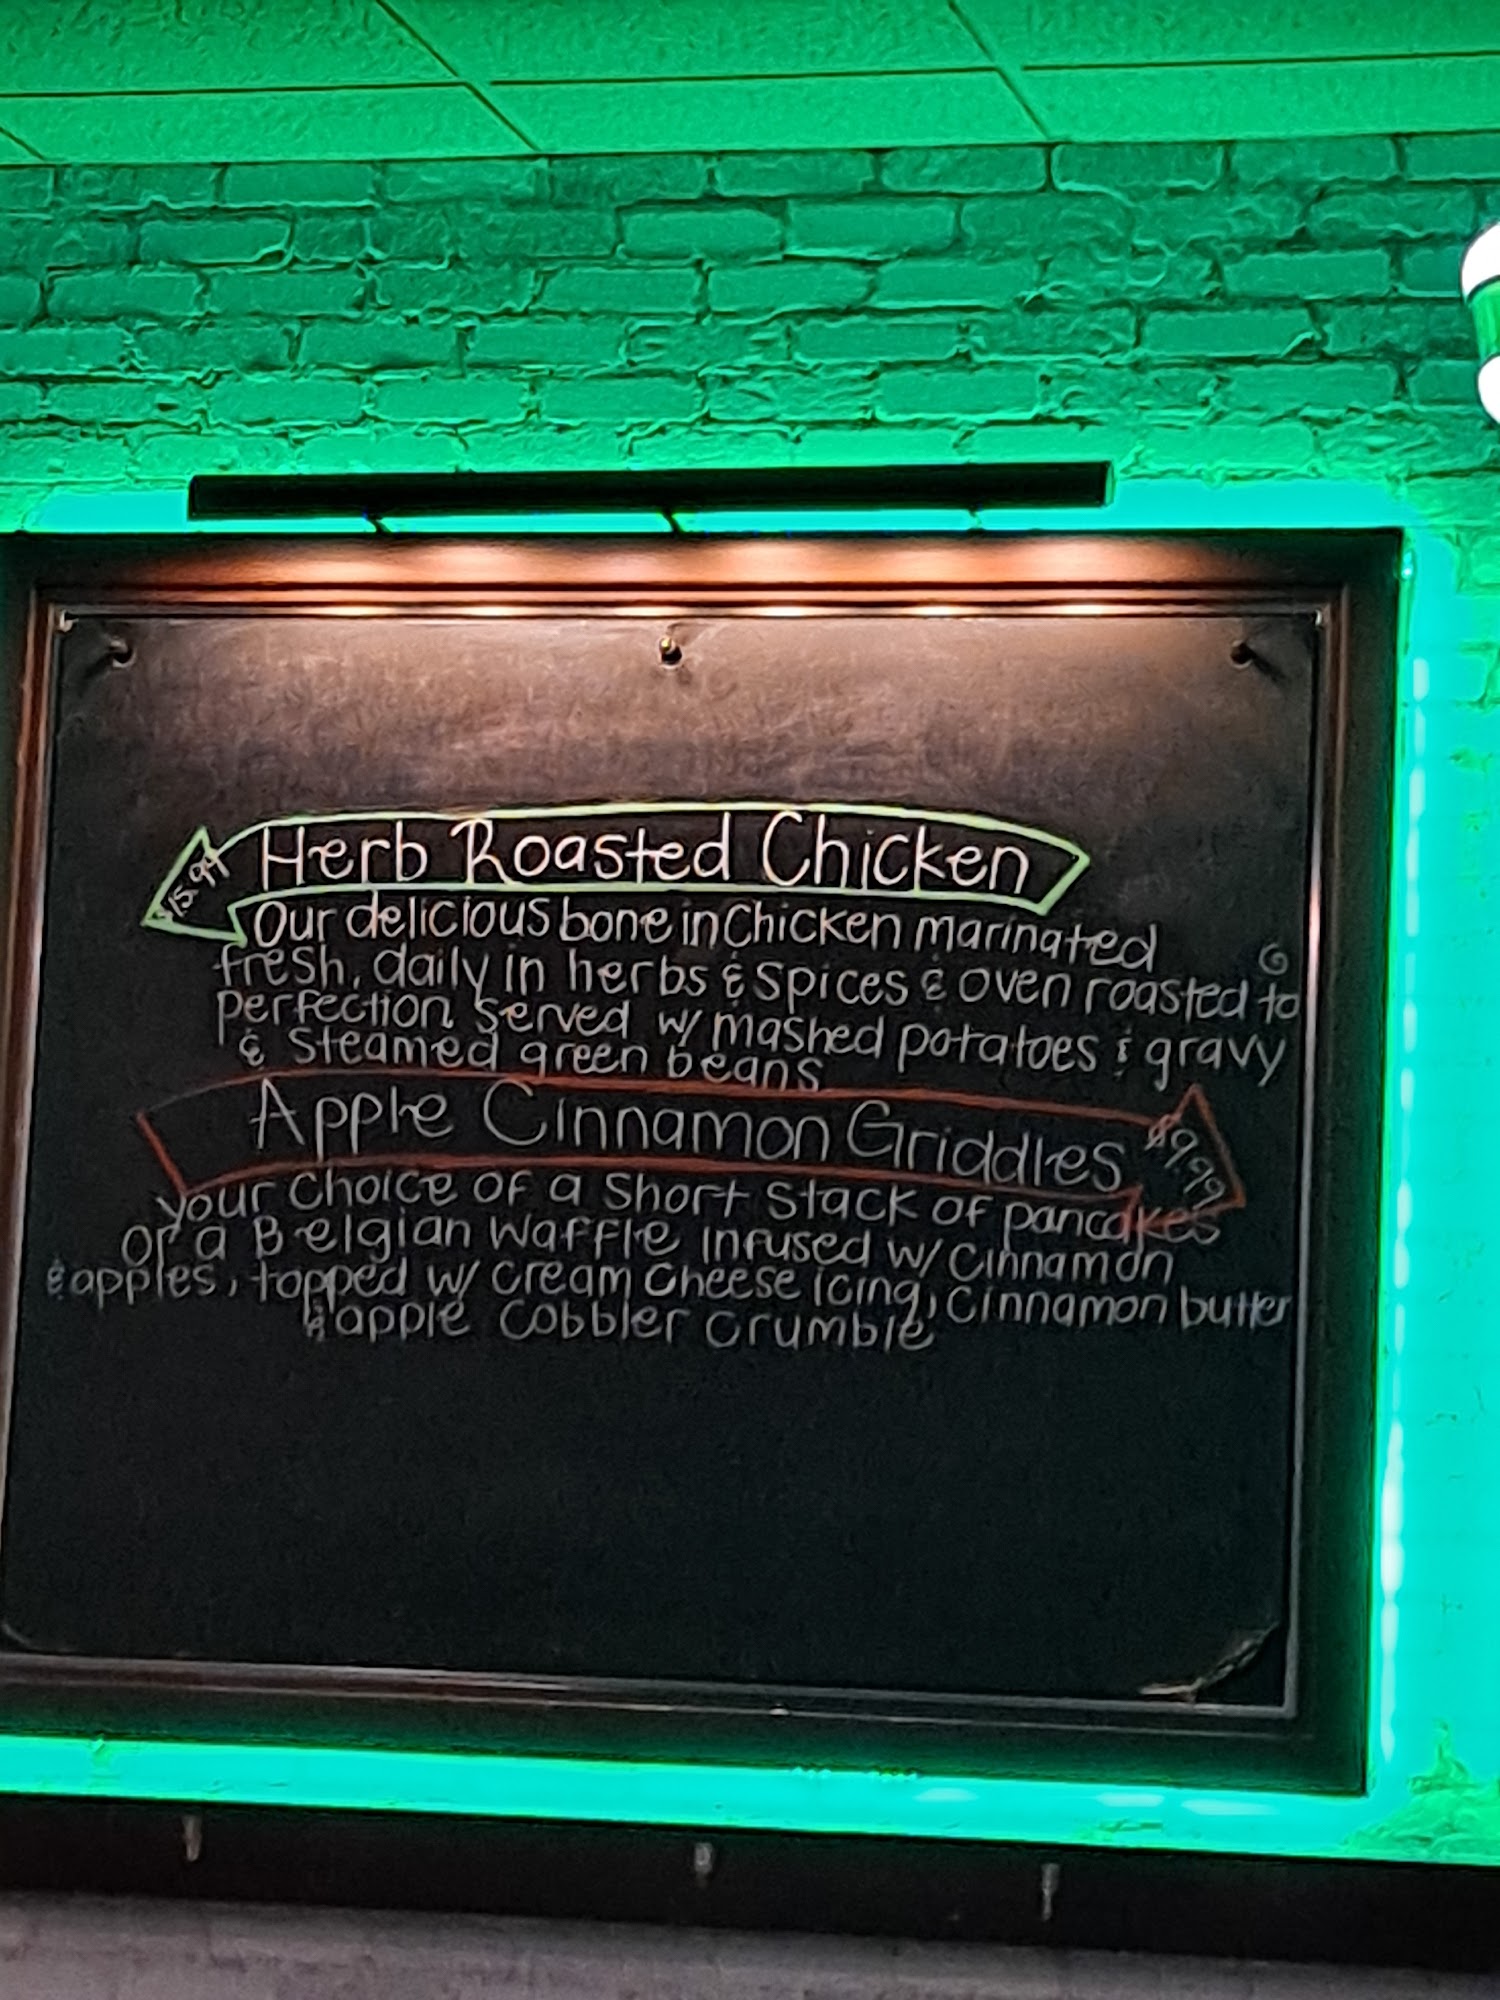 Herb Roasted Chicken
Our delicious bone in Chicken marinated
fresh, daily in herbs & spices & oven roasted to
perfection. Served w/ mashed potatoes & gravy
& Steamed green beans
Apple Cinnamon Griddles $9.99
your Choice of a Short Stack of pancakes
or a Belgian Waffle infused w/ Cinnamon
& apples, topped w/ Cream Cheese icing, Cinnamon butter
& apple Cobbler Crumble